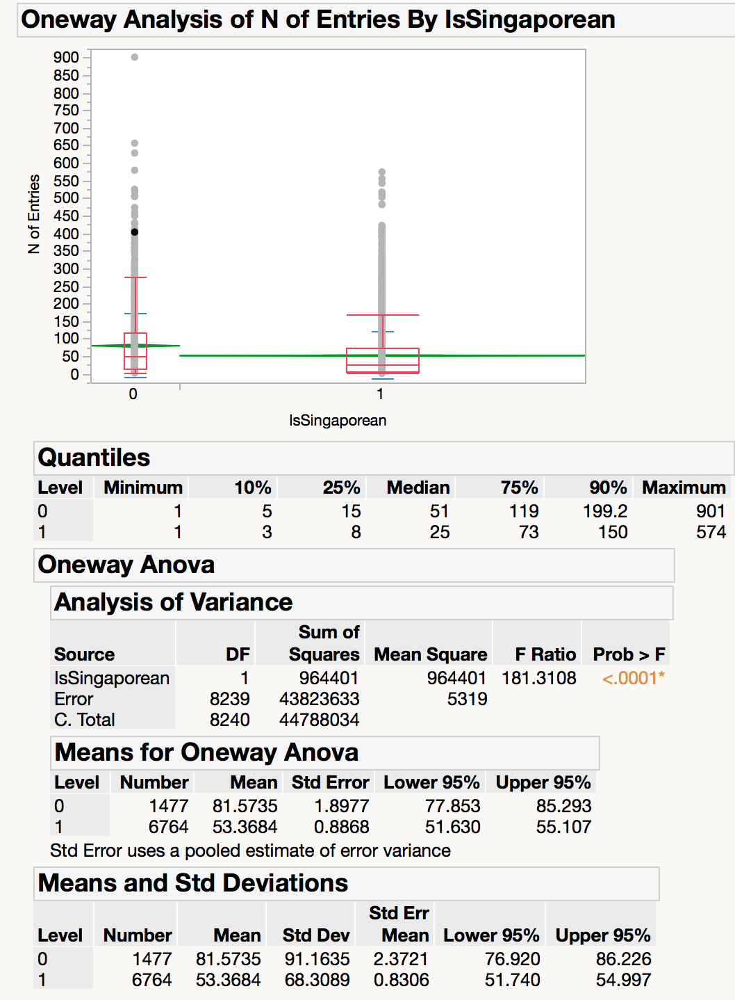 Oneway Analysis of N of Entries By IsSingaporean
900
850
800
750
700
650
600
550
500
450
400
350
300
250
200
150
100
50
0
N of Entries
0 1
IsSingaporean
Quantiles
Level Minimum 10% 25% Median 75% 90% Maximum
0 1 5 15 51 119 199.2 901
1 1 3 8 25 73 150 574
Oneway Anova
Analysis of Variance
Sum of
Source DF Squares Mean Square F Ratio Prob > F
IsSingaporean 1 964401 964401 181.3108 <.0001*
Error 8239 43823633 5319
C. Total 8240 44788034
Means for Oneway Anova
Level Number Mean Std Error Lower 95% Upper 95%
0 1477 81.5735 1.8977 77.853 85.293
1 6764 53.3684 0.8868 51.630 55.107
Std Error uses a pooled estimate of error variance
Means and Std Deviations
Std Err
Level Number Mean Std Dev Mean Lower 95% Upper 95%
0 1477 81.5735 91.1635 2.3721 76.920 86.226
1 6764 53.3684 68.3089 0.8306 51.740 54.997